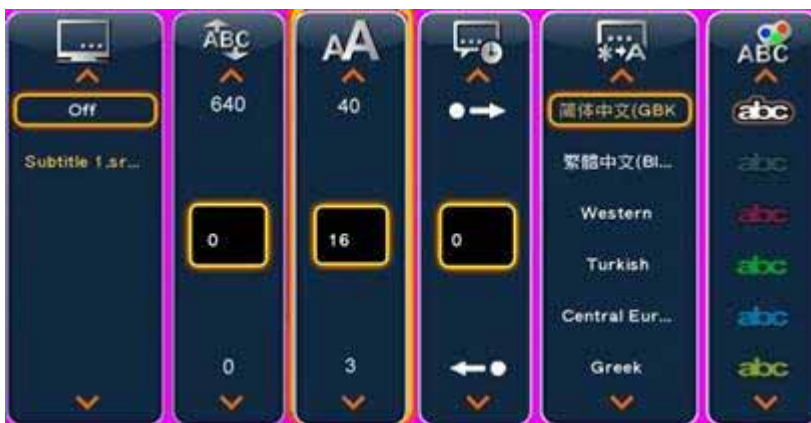 ABC
AA
*→A
ABC
Off
Subtitle 1.sr...
640
0
0
40
16
3
0
简体中文(GBK
繁體中文(BI...
Western
Turkish
Central Eur...
Greek
abc
abc
abc
abc
abc
abc